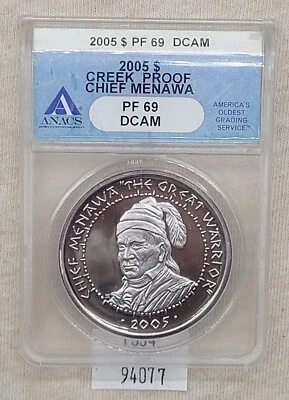 2005 $ PF 69 DCAM
2005 $
CREEK PROOF
CHIEF MENAWA
PF 69
DCAM
ANACS
AMERICA'S
OLDEST
GRADING
SERVICE™
CHIEF MENAWA "THE GREAT WARRIOR"
• 2005 •
94077